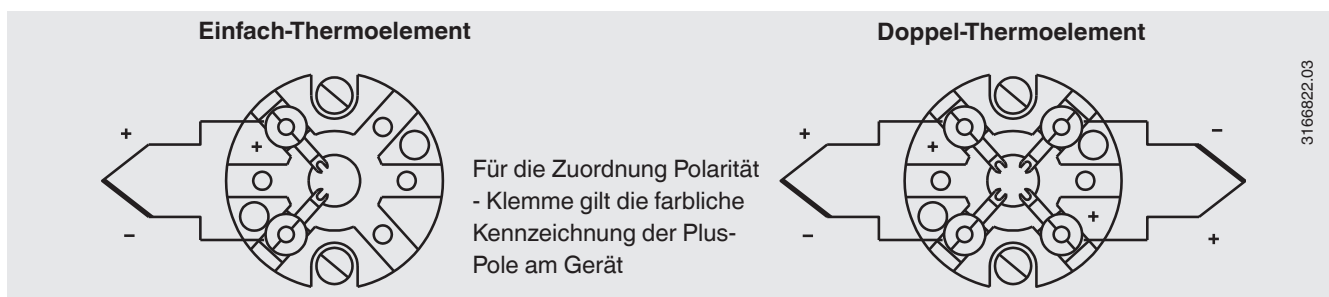 Einfach-Thermoelement
+
+
–
Für die Zuordnung Polarität
- Klemme gilt die farbliche
Kennzeichnung der Plus-
Pole am Gerät
Doppel-Thermoelement
+
+
–
–
+
+
3166822.03